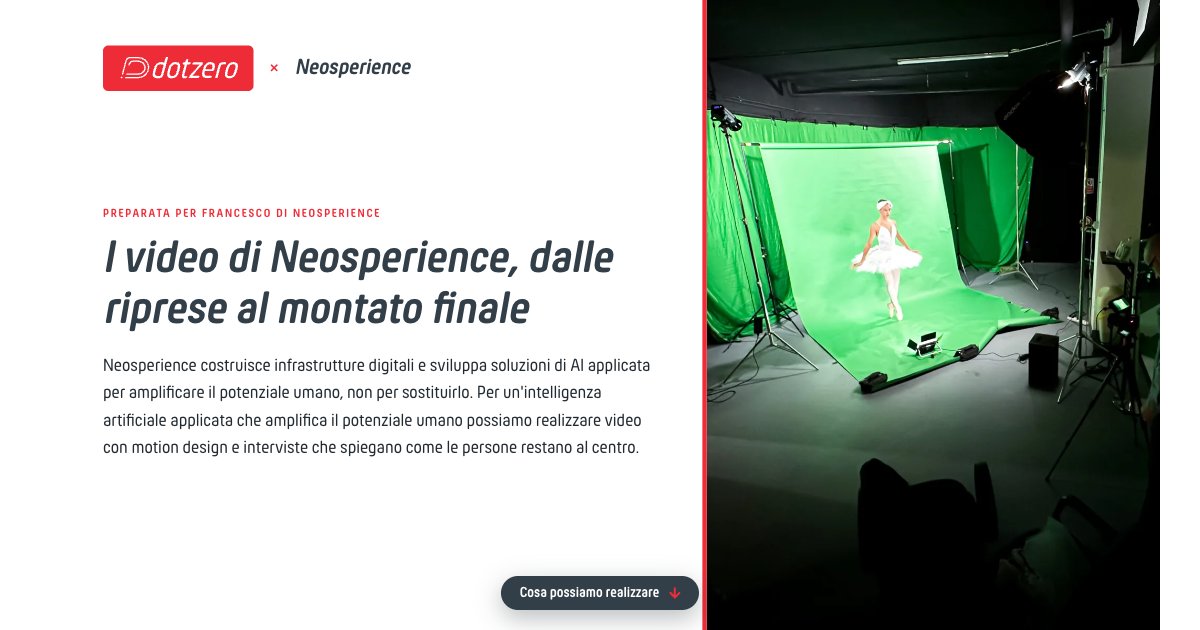 dotzero × Neosperience
PREPARATA PER FRANCESCO DI NEOSPERIENCE
I video di Neosperience, dalle
riprese al montato finale
Neosperience costruisce infrastrutture digitali e sviluppa soluzioni di AI applicata
per amplificare il potenziale umano, non per sostituirlo. Per un'intelligenza
artificiale applicata che amplifica il potenziale umano possiamo realizzare video
con motion design e interviste che spiegano come le persone restano al centro.
Cosa possiamo realizzare